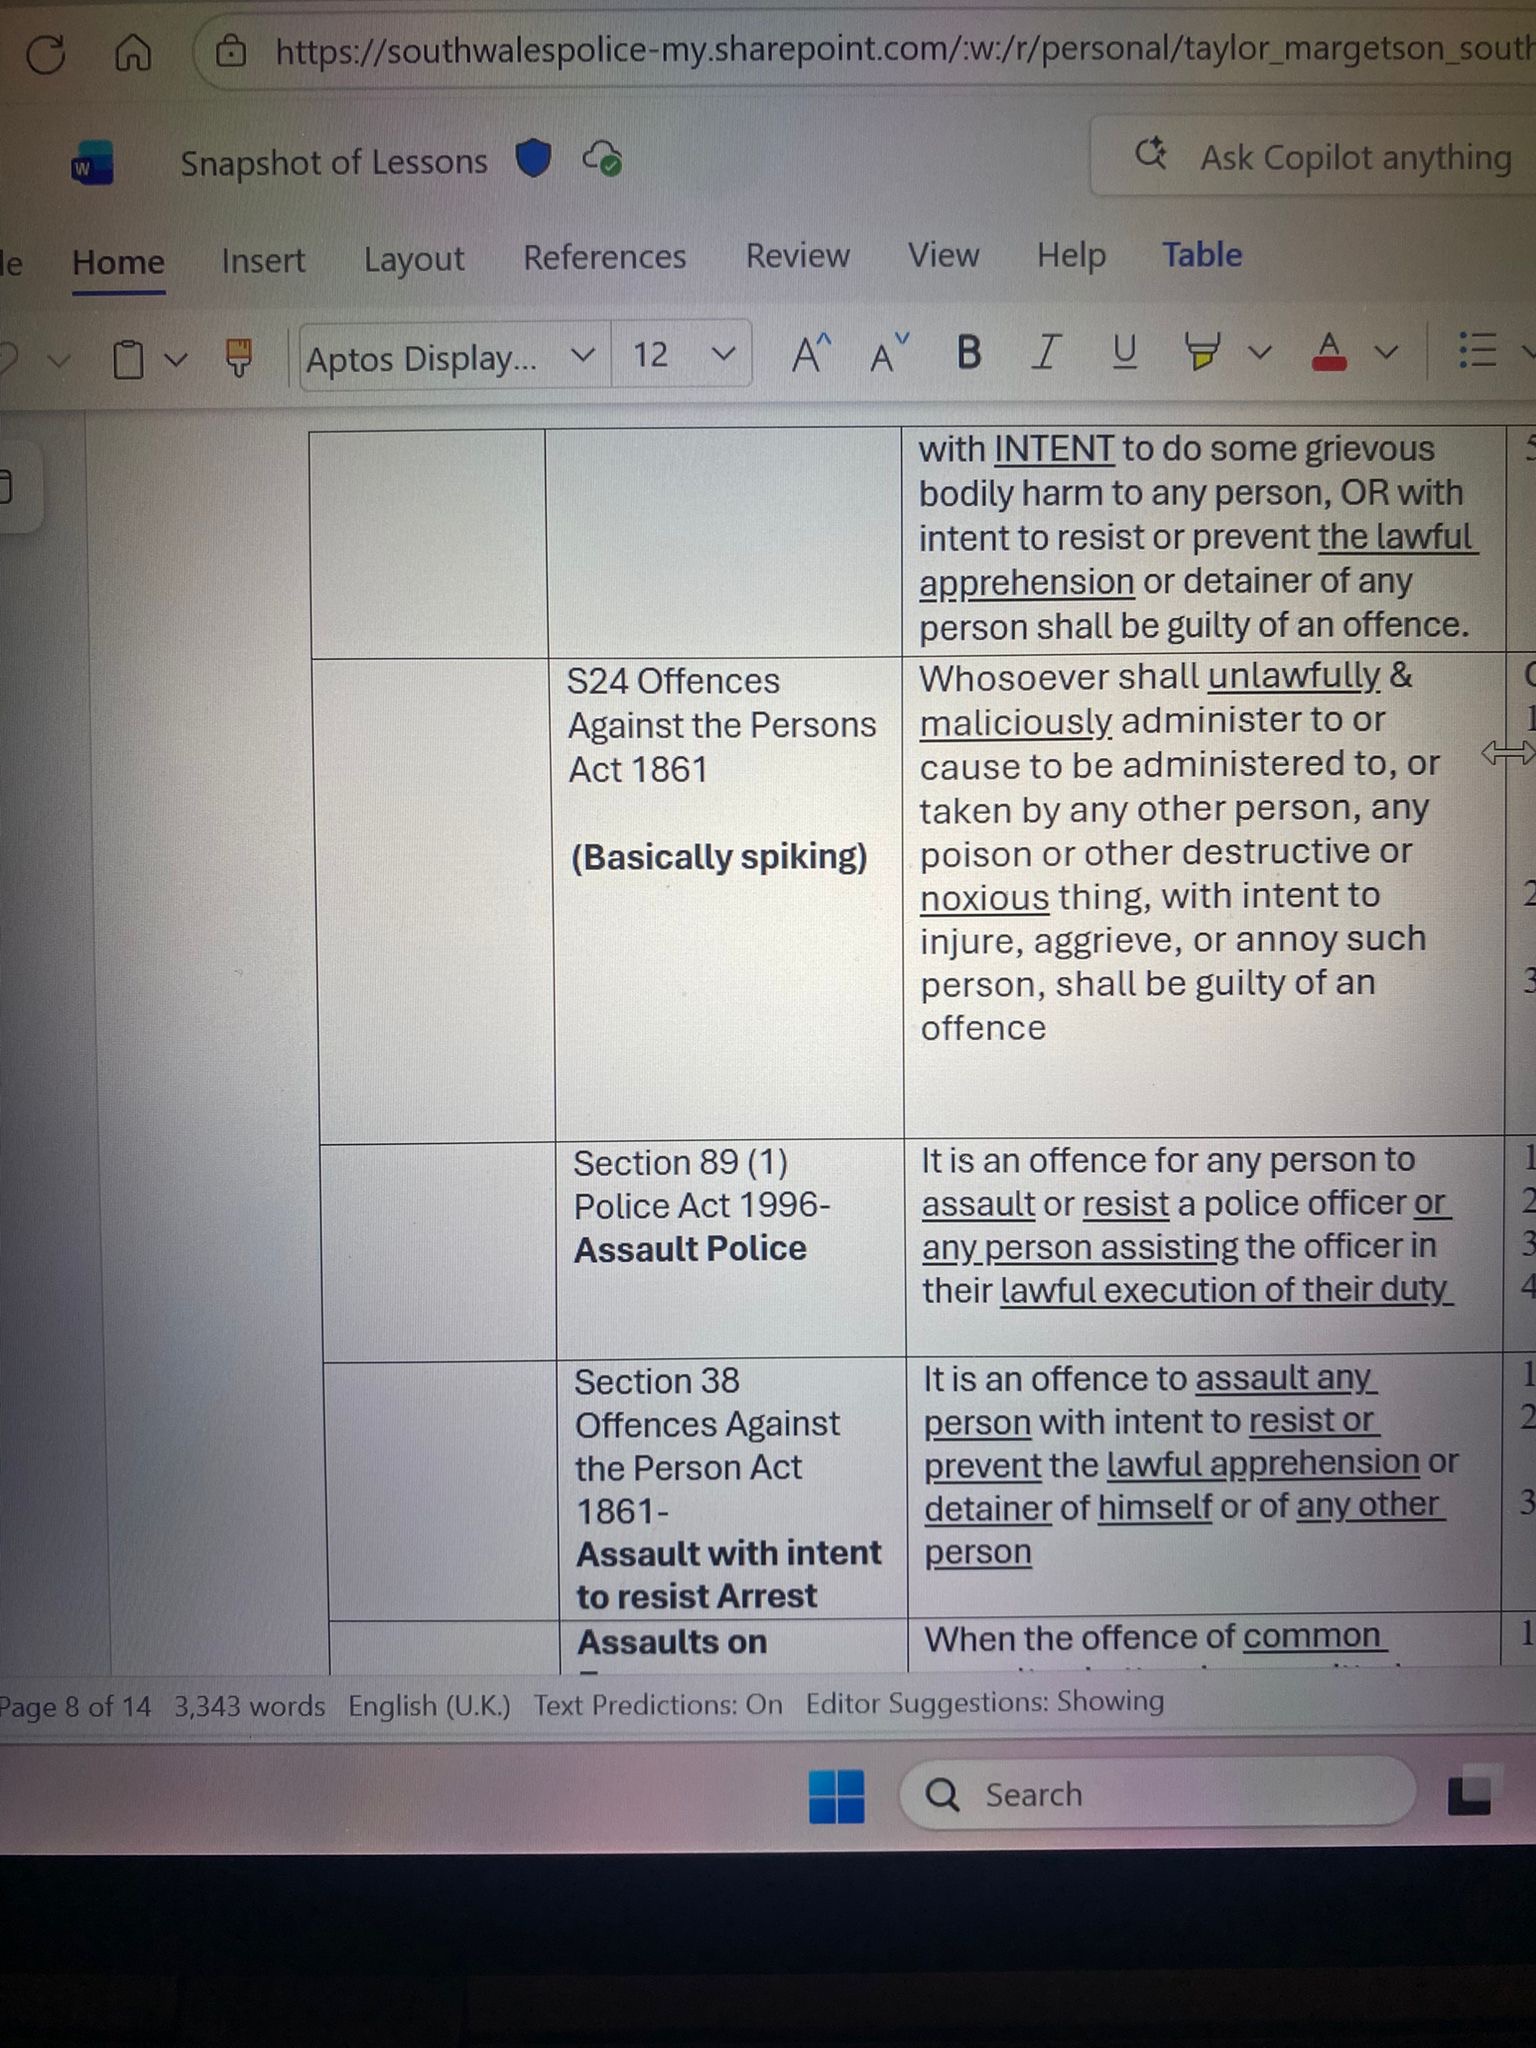 https://southwalespolice-my.sharepoint.com/:w:/r/personal/taylor_margetson_south
W
Snapshot of Lessons
Ask Copilot anything
le Home Insert Layout References Review View Help Table
Aptos Display... 12 A A B I U A
with INTENT to do some grievous
bodily harm to any person, OR with
intent to resist or prevent the lawful
apprehension or detainer of any
person shall be guilty of an offence.
S24 Offences
Against the Persons
Act 1861
(Basically spiking)
Whosoever shall unlawfully &
maliciously administer to or
cause to be administered to, or
taken by any other person, any
poison or other destructive or
noxious thing, with intent to
injure, aggrieve, or annoy such
person, shall be guilty of an
offence
1
2
3
Section 89 (1)
Police Act 1996-
Assault Police
It is an offence for any person to
assault or resist a police officer or
any person assisting the officer in
their lawful execution of their duty
1
2
3
4
Section 38
Offences Against
the Person Act
1861-
Assault with intent
to resist Arrest
It is an offence to assault any
person with intent to resist or
prevent the lawful apprehension or
detainer of himself or of any other
person
1
2
3
Assaults on
When the offence of common
1
Page 8 of 14 3,343 words English (U.K.) Text Predictions: On Editor Suggestions: Showing
Search